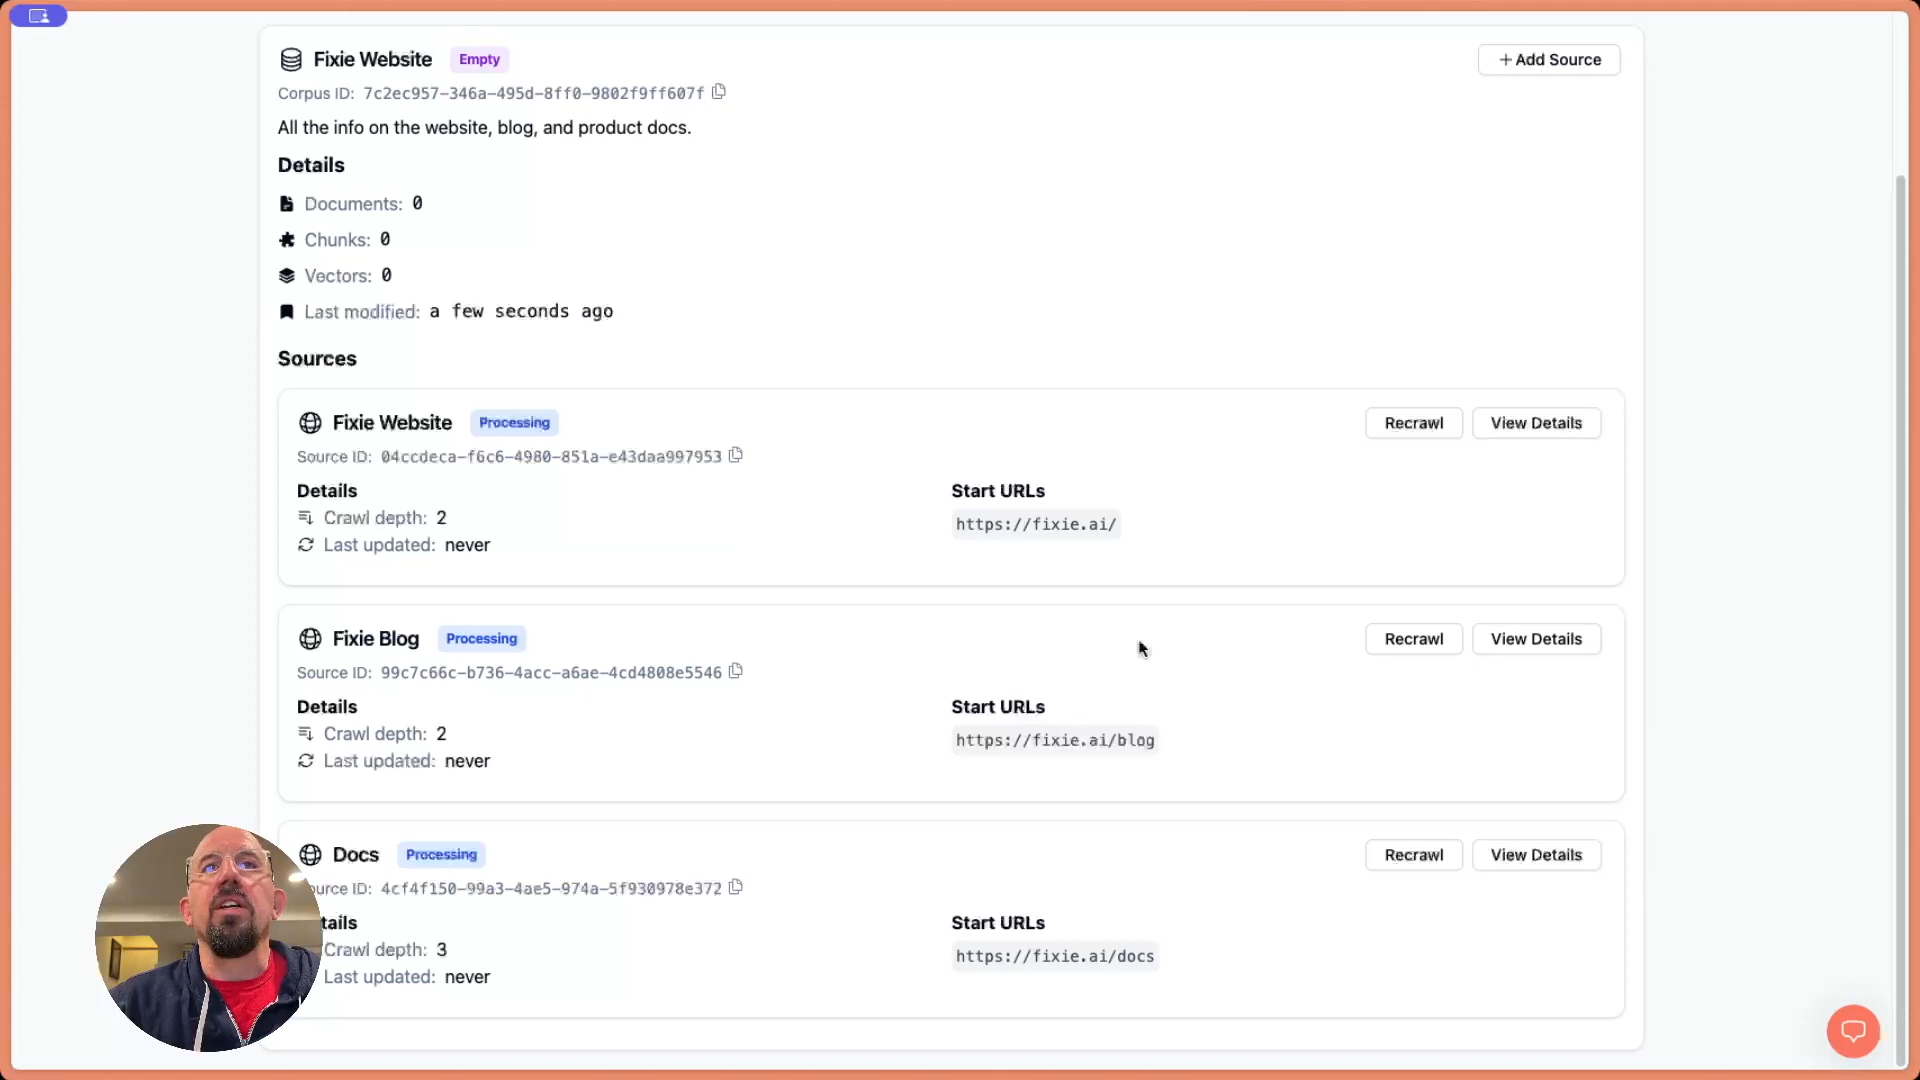 Fixie Website Empty
+ Add Source
Corpus ID: 7c2ec957-346a-495d-8ff0-9802f9ff607f
All the info on the website, blog, and product docs.
Details
Documents: 0
Chunks: 0
Vectors: 0
Last modified: a few seconds ago
Sources
Fixie Website Processing
Recrawl View Details
Source ID: 04ccdeca-f6c6-4980-851a-e43daa997953
Details
Start URLs
Crawl depth: 2
https://fixie.ai/
Last updated: never
Fixie Blog Processing
Recrawl View Details
Source ID: 99c7c66c-b736-4acc-a6ae-4cd4808e5546
Details
Start URLs
Crawl depth: 2
https://fixie.ai/blog
Last updated: never
Docs Processing
Recrawl View Details
ource ID: 4cf4f150-99a3-4ae5-974a-5f930978e372
tails
Start URLs
Crawl depth: 3
https://fixie.ai/docs
Last updated: never